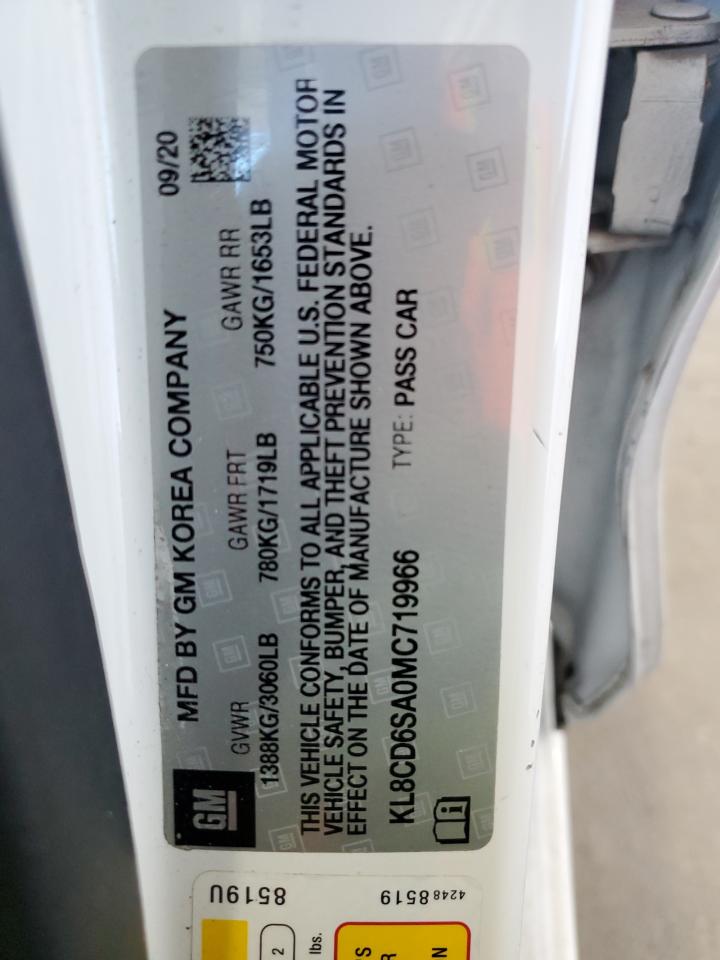 GM
MFD BY GM KOREA COMPANY 09/20
GVWR GAWR FRT GAWR RR
1388KG/3060LB 780KG/1719LB 750KG/1653LB
THIS VEHICLE CONFORMS TO ALL APPLICABLE U.S. FEDERAL MOTOR
VEHICLE SAFETY, BUMPER, AND THEFT PREVENTION STANDARDS IN
EFFECT ON THE DATE OF MANUFACTURE SHOWN ABOVE.
KL8CD6SA0MC719966 TYPE: PASS CAR
8519U
4248 8519
2
lbs.
S
R
N